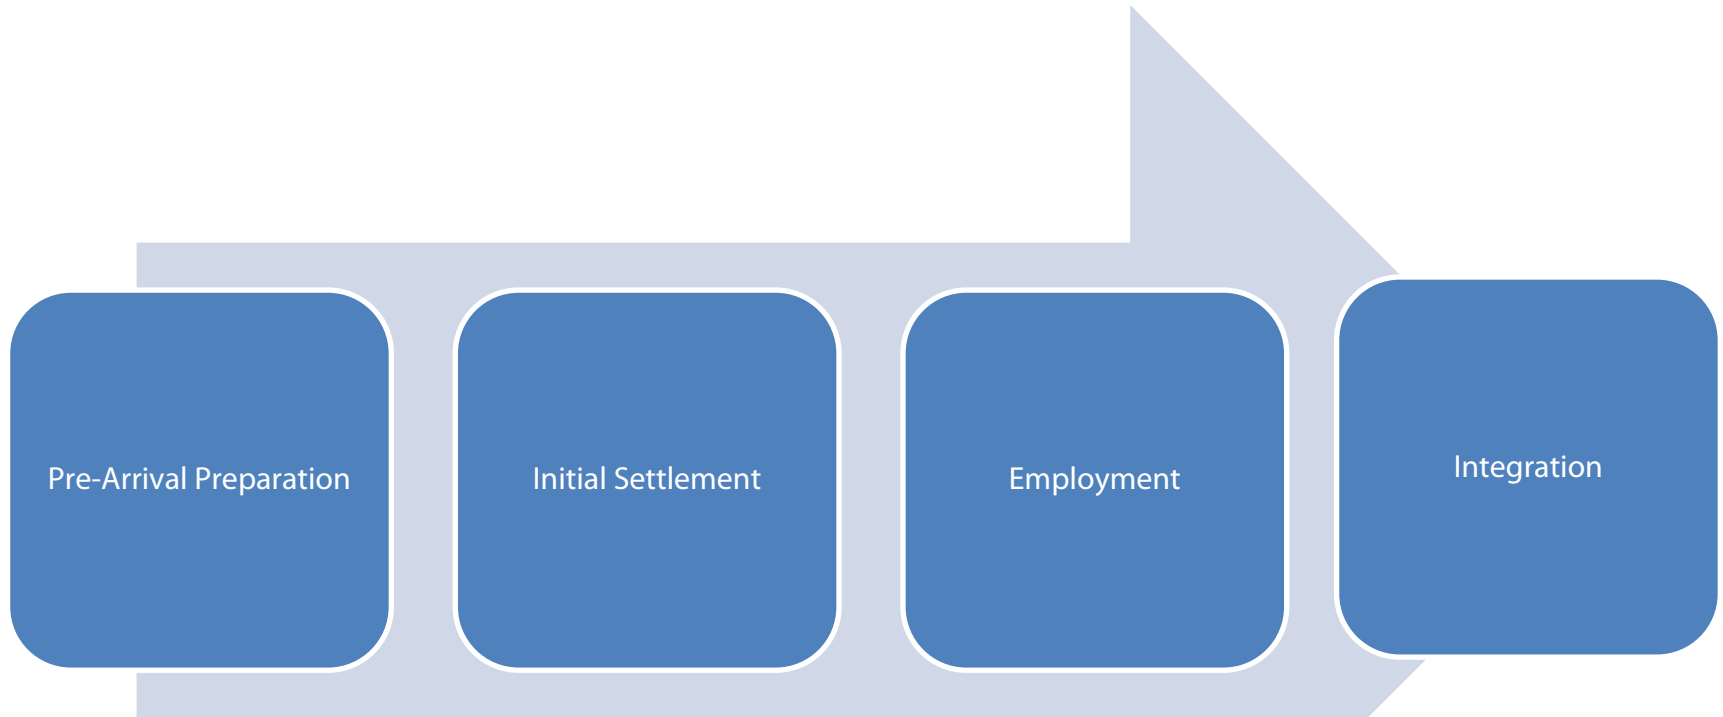 Pre-Arrival Preparation
Initial Settlement
Employment
Integration